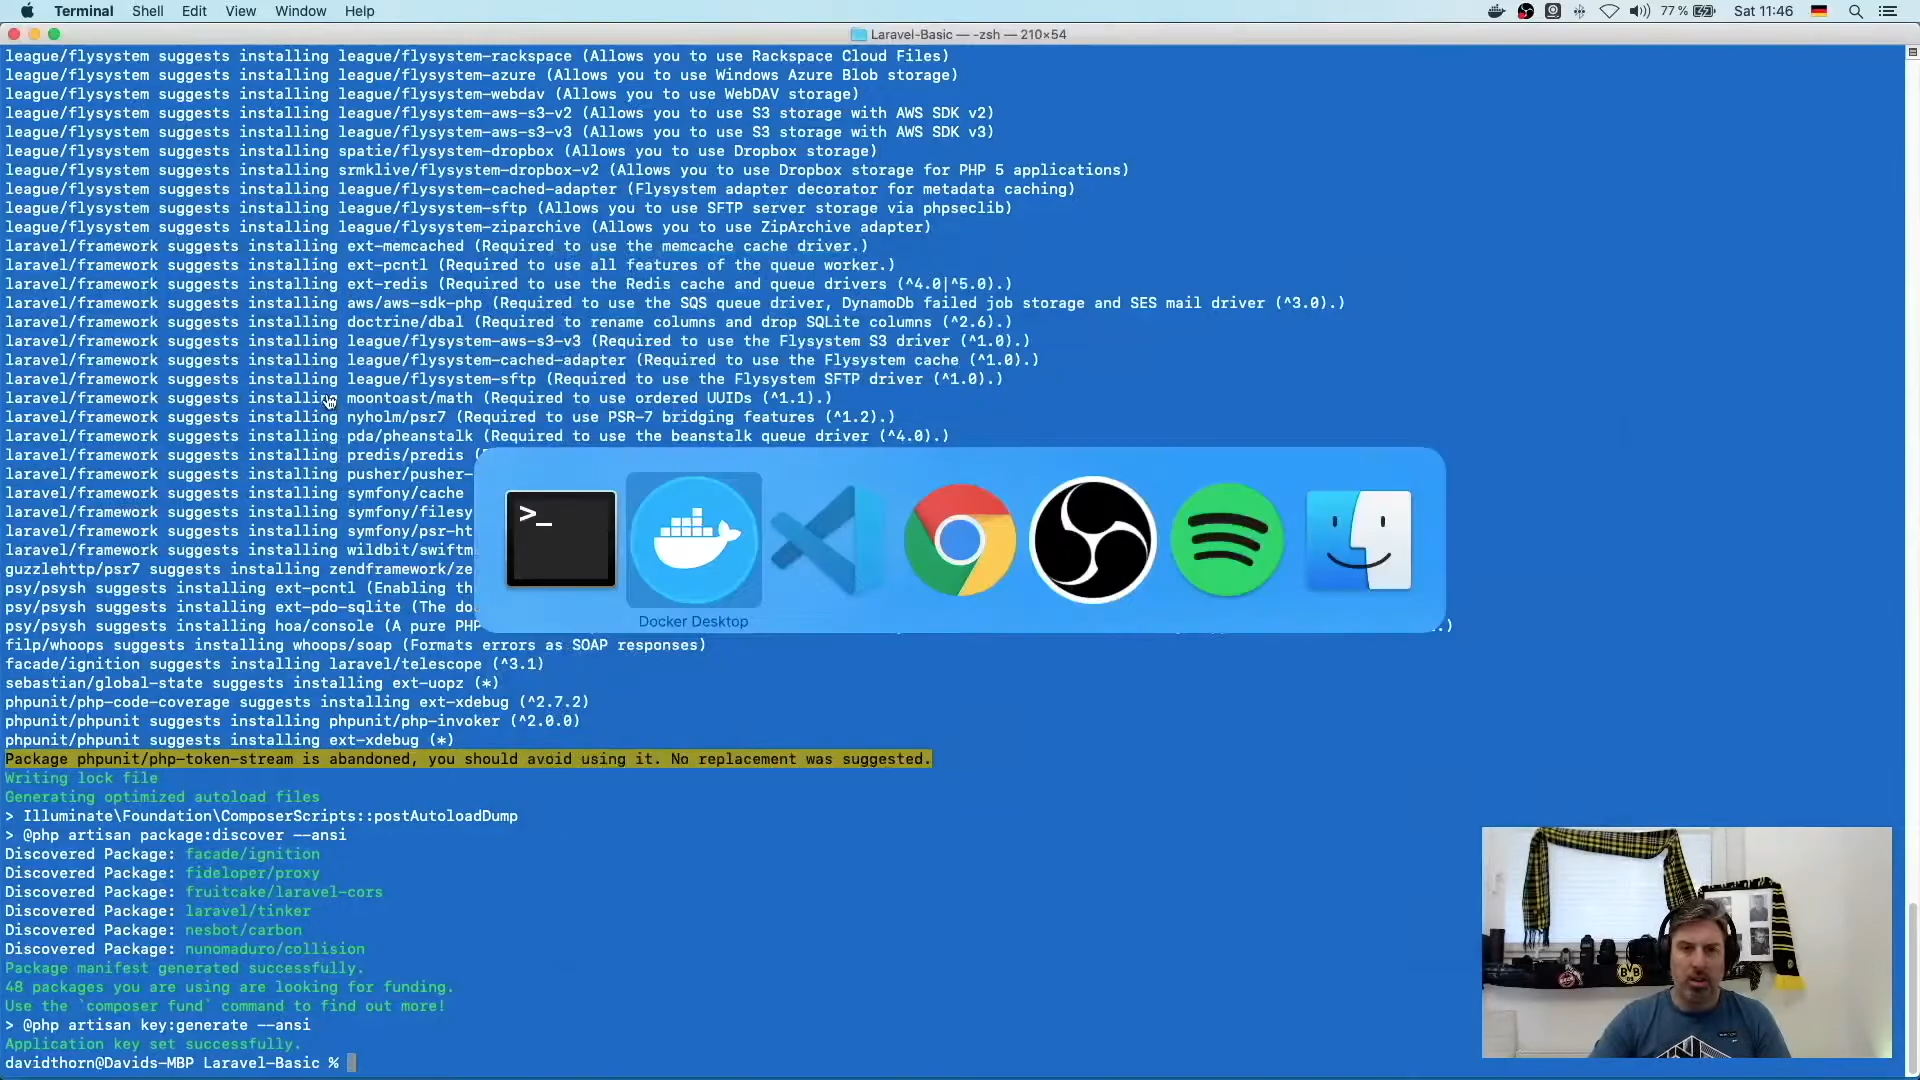 Terminal Shell Edit View Window Help 77 % Sat 11:46
Laravel-Basic — -zsh — 210×54
league/flysystem suggests installing league/flysystem-rackspace (Allows you to use Rackspace Cloud Files)
league/flysystem suggests installing league/flysystem-azure (Allows you to use Windows Azure Blob storage)
league/flysystem suggests installing league/flysystem-webdav (Allows you to use WebDAV storage)
league/flysystem suggests installing league/flysystem-aws-s3-v2 (Allows you to use S3 storage with AWS SDK v2)
league/flysystem suggests installing league/flysystem-aws-s3-v3 (Allows you to use S3 storage with AWS SDK v3)
league/flysystem suggests installing spatie/flysystem-dropbox (Allows you to use Dropbox storage)
league/flysystem suggests installing srmklive/flysystem-dropbox-v2 (Allows you to use Dropbox storage for PHP 5 applications)
league/flysystem suggests installing league/flysystem-cached-adapter (Flysystem adapter decorator for metadata caching)
league/flysystem suggests installing league/flysystem-sftp (Allows you to use SFTP server storage via phpseclib)
league/flysystem suggests installing league/flysystem-ziparchive (Allows you to use ZipArchive adapter)
laravel/framework suggests installing ext-memcached (Required to use the memcache cache driver.)
laravel/framework suggests installing ext-pcntl (Required to use all features of the queue worker.)
laravel/framework suggests installing ext-redis (Required to use the Redis cache and queue drivers (^4.0|^5.0).)
laravel/framework suggests installing aws/aws-sdk-php (Required to use the SQS queue driver, DynamoDb failed job storage and SES mail driver (^3.0).)
laravel/framework suggests installing doctrine/dbal (Required to rename columns and drop SQLite columns (^2.6).)
laravel/framework suggests installing league/flysystem-aws-s3-v3 (Required to use the Flysystem S3 driver (^1.0).)
laravel/framework suggests installing league/flysystem-cached-adapter (Required to use the Flysystem cache (^1.0).)
laravel/framework suggests installing league/flysystem-sftp (Required to use the Flysystem SFTP driver (^1.0).)
laravel/framework suggests installing moontoast/math (Required to use ordered UUIDs (^1.1).)
laravel/framework suggests installing nyholm/psr7 (Required to use PSR-7 bridging features (^1.2).)
laravel/framework suggests installing pda/pheanstalk (Required to use the beanstalk queue driver (^4.0).)
laravel/framework suggests installing predis/predis (
laravel/framework suggests installing pusher/pusher-
laravel/framework suggests installing symfony/cache
laravel/framework suggests installing symfony/filesy
laravel/framework suggests installing symfony/psr-ht
laravel/framework suggests installing wildbit/swiftm
guzzlehttp/psr7 suggests installing zendframework/ze
psy/psysh suggests installing ext-pcntl (Enabling th
psy/psysh suggests installing ext-pdo-sqlite (The do
psy/psysh suggests installing hoa/console (A pure PHP .)
>_
Docker Desktop
filp/whoops suggests installing whoops/soap (Formats errors as SOAP responses)
facade/ignition suggests installing laravel/telescope (^3.1)
sebastian/global-state suggests installing ext-uopz (*)
phpunit/php-code-coverage suggests installing ext-xdebug (^2.7.2)
phpunit/phpunit suggests installing phpunit/php-invoker (^2.0.0)
phpunit/phpunit suggests installing ext-xdebug (*)
Package phpunit/php-token-stream is abandoned, you should avoid using it. No replacement was suggested.
Writing lock file
Generating optimized autoload files
> Illuminate\Foundation\ComposerScripts::postAutoloadDump
> @php artisan package:discover --ansi
Discovered Package: facade/ignition
Discovered Package: fideloper/proxy
Discovered Package: fruitcake/laravel-cors
Discovered Package: laravel/tinker
Discovered Package: nesbot/carbon
Discovered Package: nunomaduro/collision
Package manifest generated successfully.
48 packages you are using are looking for funding.
Use the `composer fund` command to find out more!
> @php artisan key:generate --ansi
Application key set successfully.
davidthorn@Davids-MBP Laravel-Basic %
BVB
09